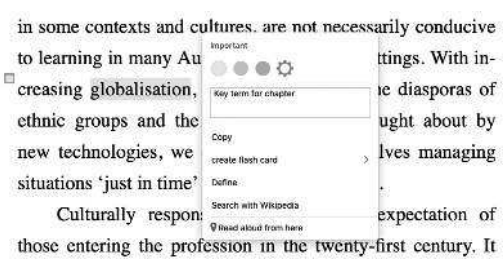 in some contexts and cultures, are not necessarily conducive
to learning in many Au ttings. With in-
creasing globalisation, e diasporas of
ethnic groups and the ught about by
new technologies, we lves managing
situations 'just in time' .
Culturally respon expectation of
those entering the profession in the twenty-first century. It
Important
Key term for chapter
Copy
create flash card >
Define
Search with Wikipedia
Read aloud from here